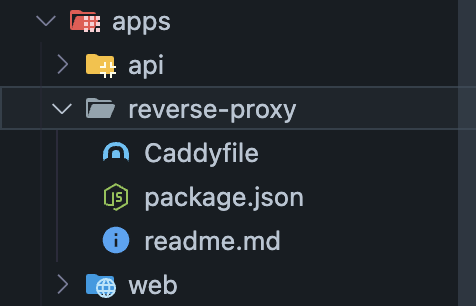 apps
api
reverse-proxy
Caddyfile
package.json
readme.md
web